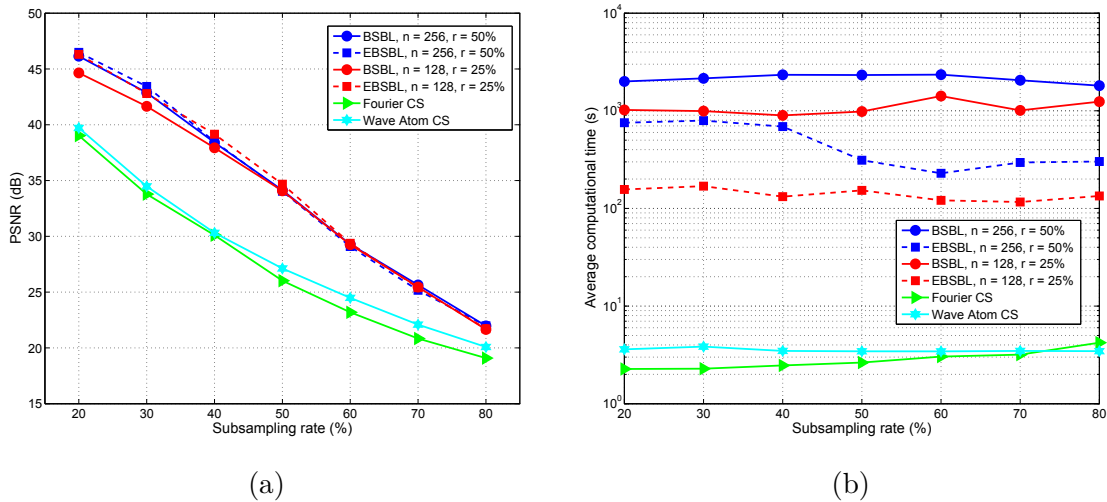 50
45
40
35
30
25
20
15
PSNR (dB)
20 30 40 50 60 70 80
Subsampling rate (%)
BSBL, n = 256, r = 50%
EBSBL, n = 256, r = 50%
BSBL, n = 128, r = 25%
EBSBL, n = 128, r = 25%
Fourier CS
Wave Atom CS
(a)
10^4
10^3
10^2
10^1
10^0
Average computational time (s)
20 30 40 50 60 70 80
Subsampling rate (%)
BSBL, n = 256, r = 50%
EBSBL, n = 256, r = 50%
BSBL, n = 128, r = 25%
EBSBL, n = 128, r = 25%
Fourier CS
Wave Atom CS
(b)